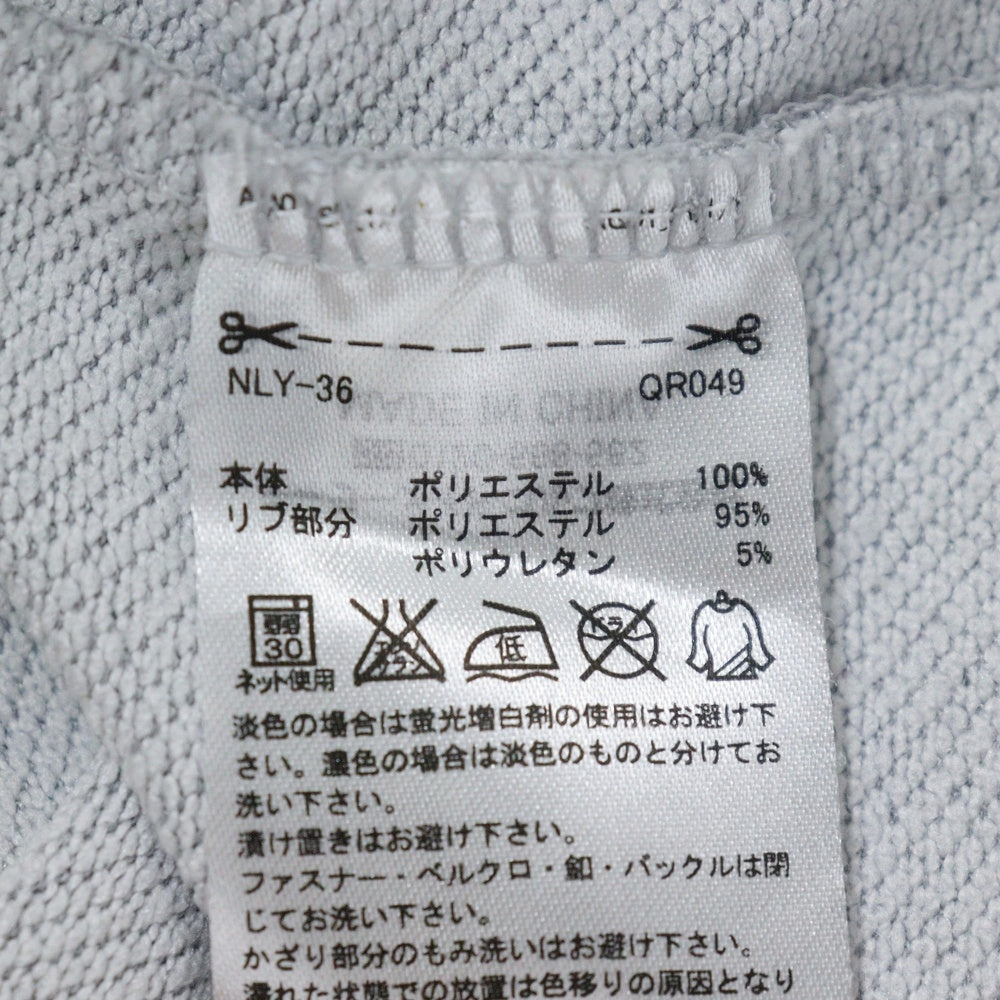 NLY-36 QR049
本体 ポリエステル 100%
リブ部分 ポリエステル 95%
ポリウレタン 5%
30 低 ドライ
ネット使用
淡色の場合は蛍光増白剤の使用はお避け下
さい。濃色の場合は淡色のものと分けてお
洗い下さい。
漬け置きはお避け下さい。
ファスナー・ベルクロ・釦・バックルは閉
じてお洗い下さい。
かざり部分のもみ洗いはお避け下さい。
濡れた状態での放置は色移りの原因となり